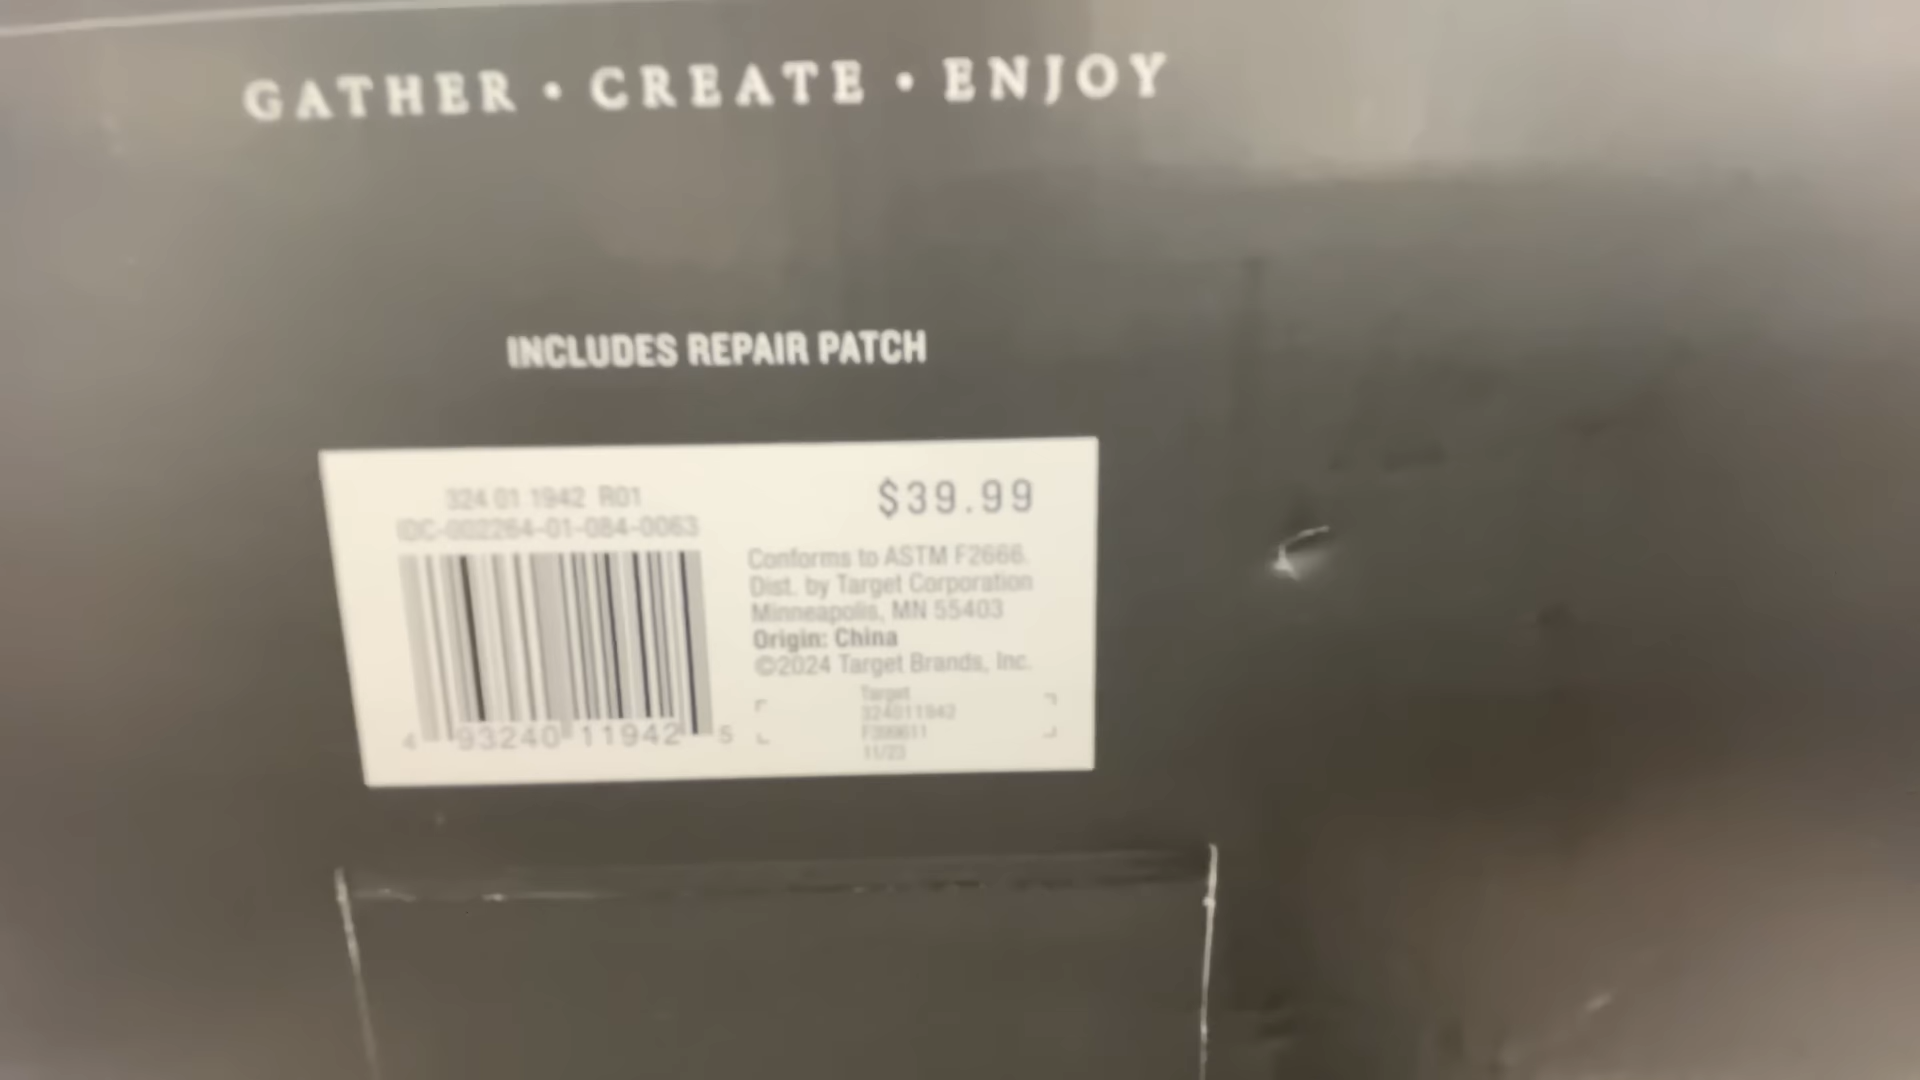 GATHER • CREATE • ENJOY
INCLUDES REPAIR PATCH
324 01 1942 R01
IDC-002264-01-084-0063
4 93240 11942 5
$39.99
Conforms to ASTM F2666.
Dist. by Target Corporation
Minneapolis, MN 55403
Origin: China
©2024 Target Brands, Inc.
Target
324011942
11/23